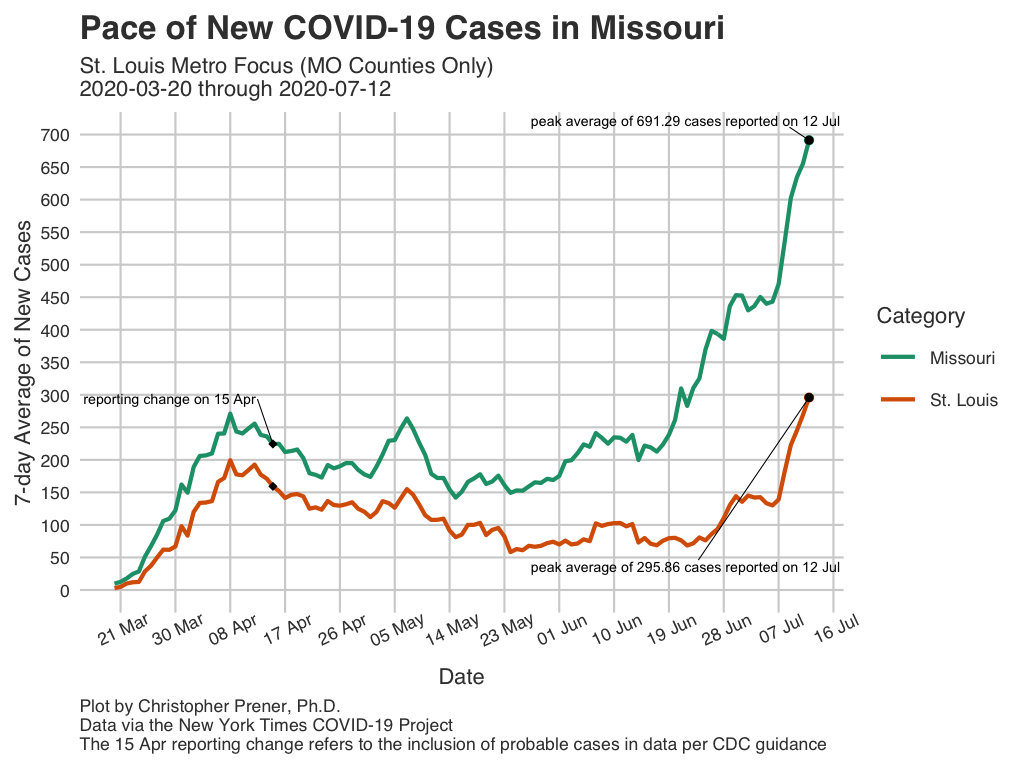 Pace of New COVID-19 Cases in Missouri
St. Louis Metro Focus (MO Counties Only)
2020-03-20 through 2020-07-12
peak average of 691.29 cases reported on 12 Jul
700
650
600
550
500
450
400
350
300
250
200
150
100
50
0
7-day Average of New Cases
reporting change on 15 Apr
peak average of 295.86 cases reported on 12 Jul
21 Mar
30 Mar
08 Apr
17 Apr
26 Apr
05 May
14 May
23 May
01 Jun
10 Jun
19 Jun
28 Jun
07 Jul
16 Jul
Date
Category
Missouri
St. Louis
Plot by Christopher Prener, Ph.D.
Data via the New York Times COVID-19 Project
The 15 Apr reporting change refers to the inclusion of probable cases in data per CDC guidance